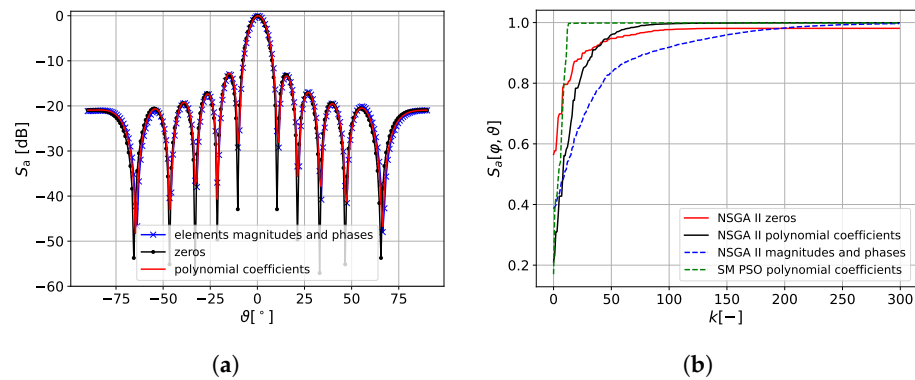 0
−10
−20
−30
−40
−50
−60
S_a [dB]
−75 −50 −25 0 25 50 75
ϑ[°]
elements magnitudes and phases
zeros
polynomial coefficients
(a)
1.0
0.8
0.6
0.4
0.2
S_a[φ, ϑ]
0 50 100 150 200 250 300
k[−]
NSGA II zeros
NSGA II polynomial coefficients
NSGA II magnitudes and phases
SM PSO polynomial coefficients
(b)